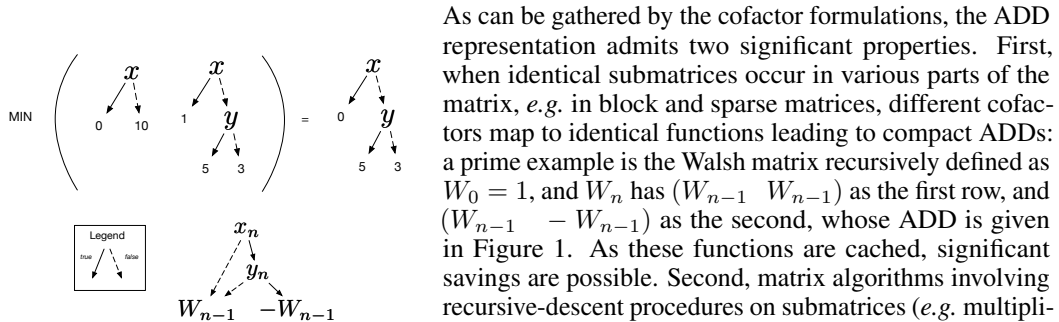 x
x
x
MIN
0
10
1
y
=
0
y
5
3
5
3
Legend
true
false
x_n
y_n
W_{n−1}
−W_{n−1}
As can be gathered by the cofactor formulations, the ADD
representation admits two significant properties. First,
when identical submatrices occur in various parts of the
matrix, e.g. in block and sparse matrices, different cofac-
tors map to identical functions leading to compact ADDs:
a prime example is the Walsh matrix recursively defined as
W_0 = 1, and W_n has (W_{n−1} W_{n−1}) as the first row, and
(W_{n−1} − W_{n−1}) as the second, whose ADD is given
in Figure 1. As these functions are cached, significant
savings are possible. Second, matrix algorithms involving
recursive-descent procedures on submatrices (e.g. multipli-